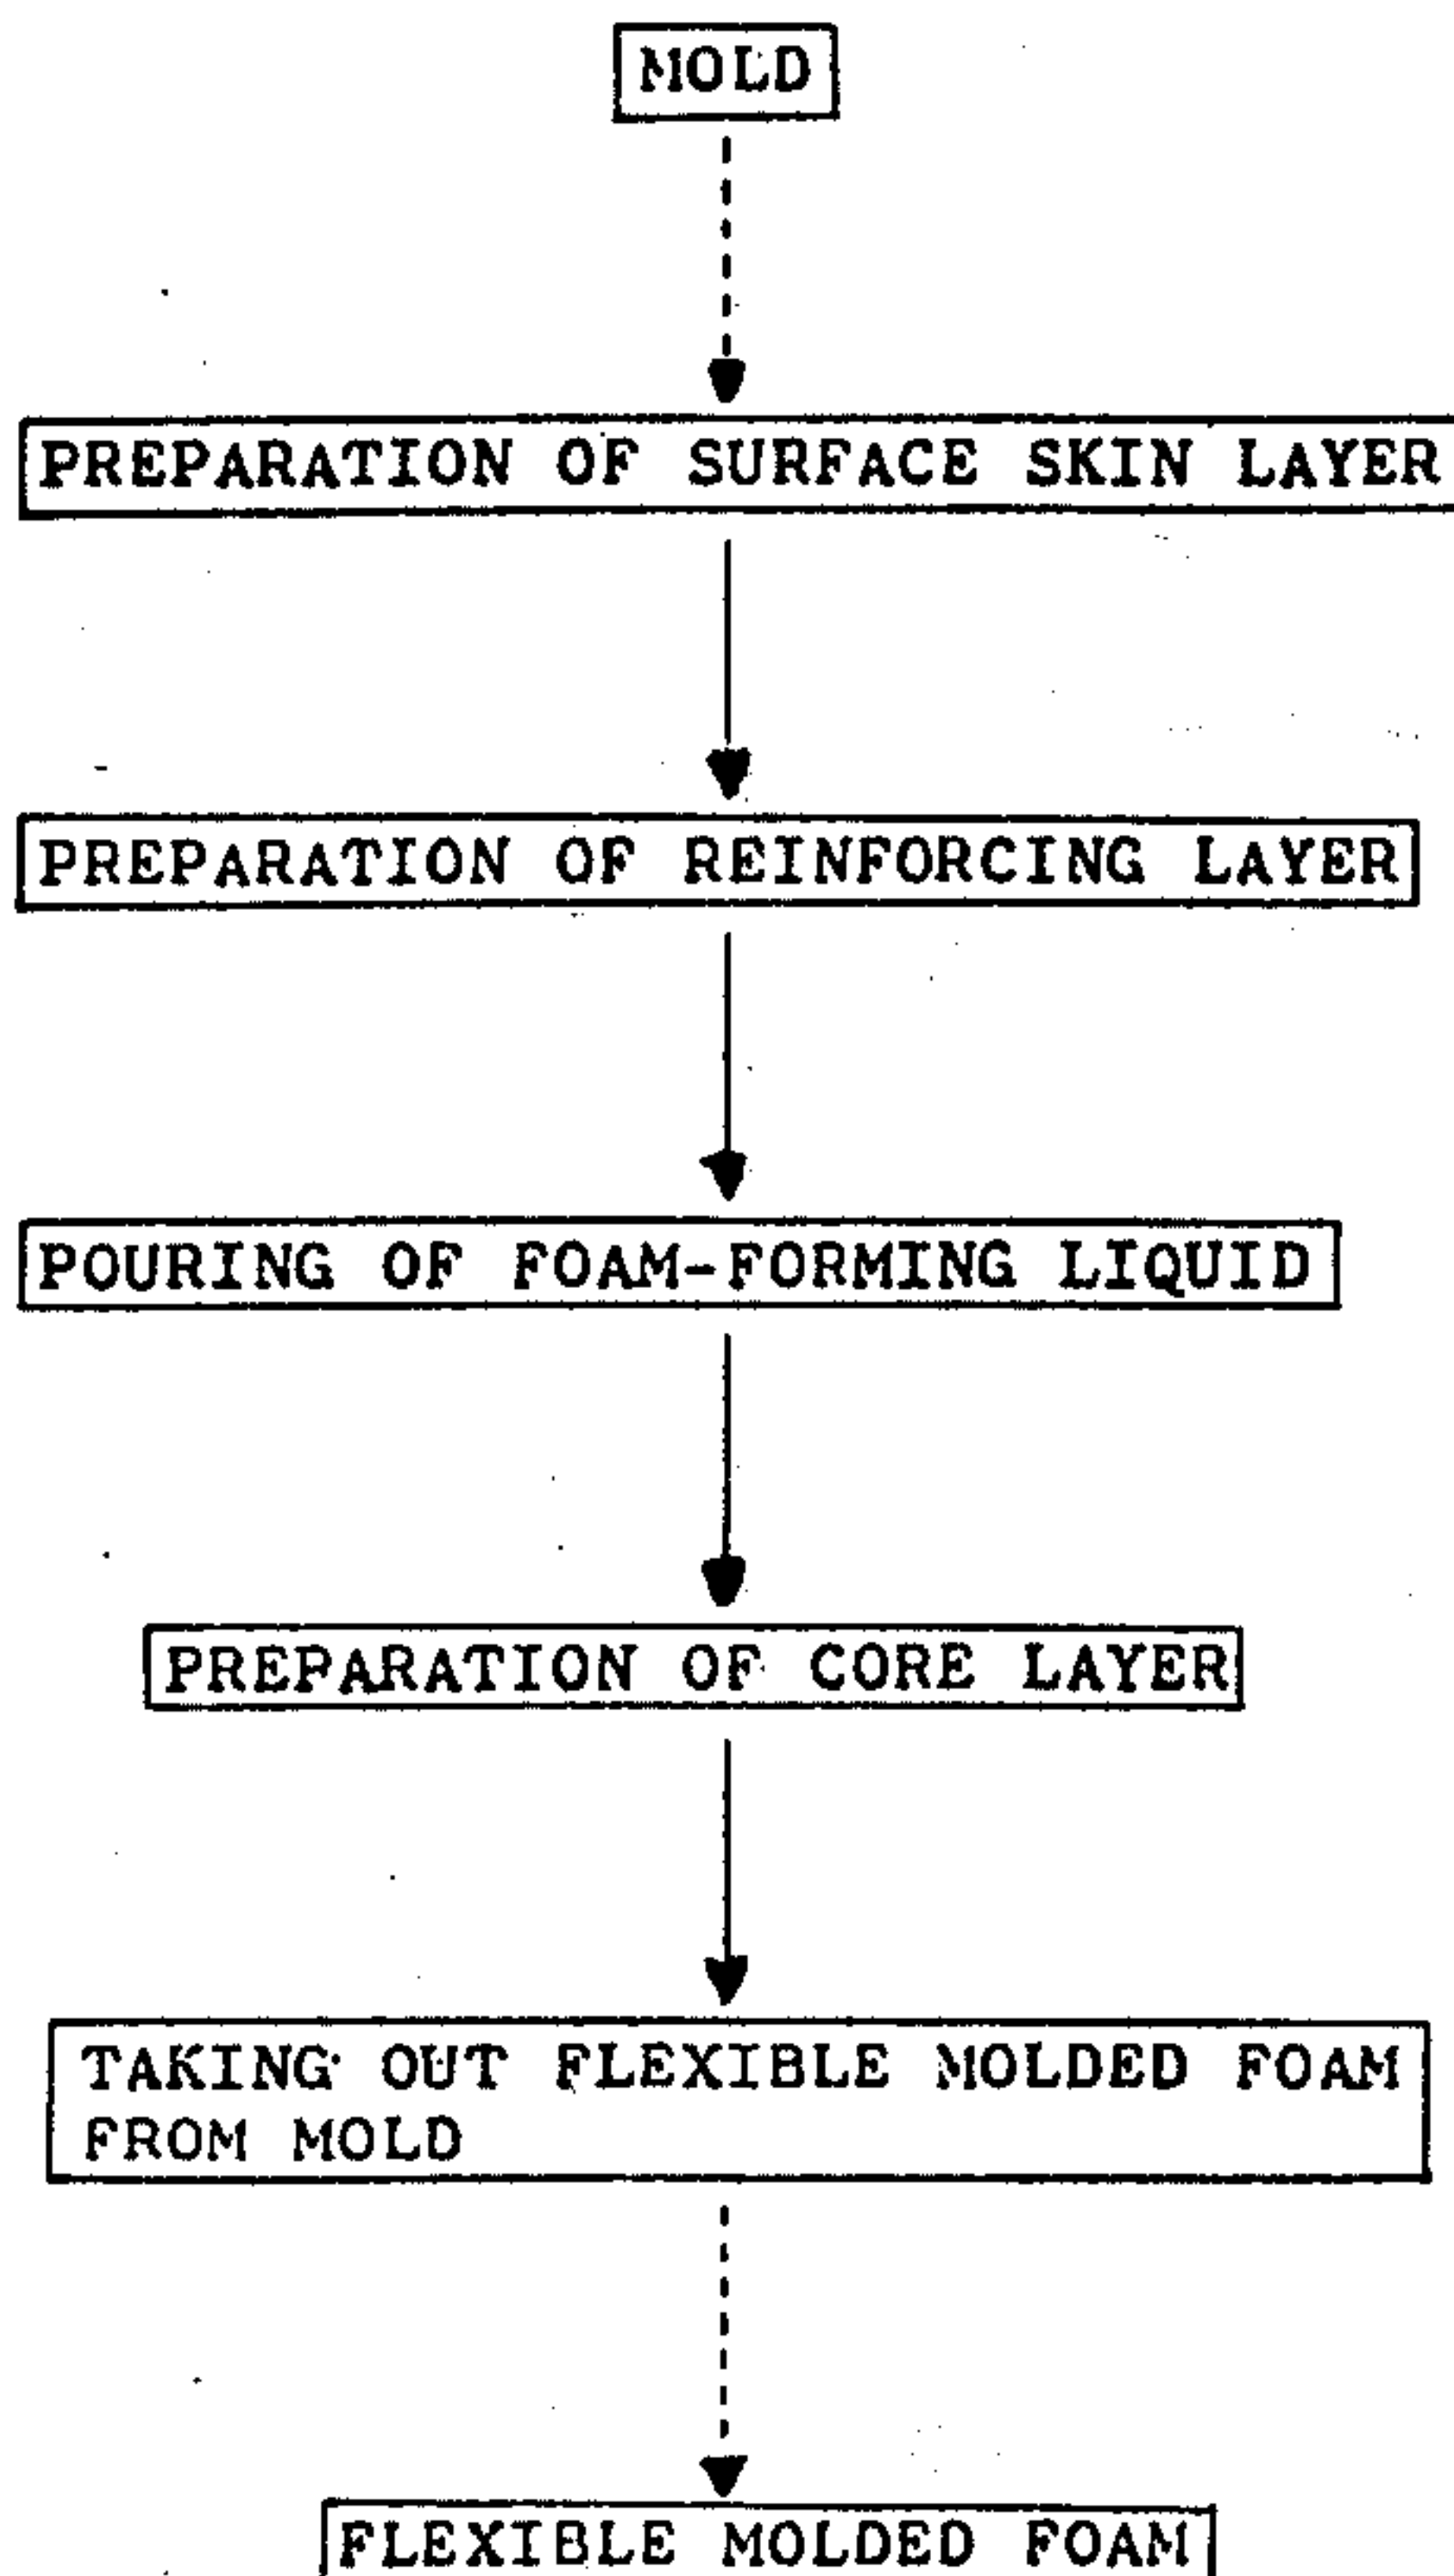 MOLD
PREPARATION OF SURFACE SKIN LAYER
PREPARATION OF REINFORCING LAYER
POURING OF FOAM-FORMING LIQUID
PREPARATION OF CORE LAYER
TAKING OUT FLEXIBLE MOLDED FOAM
FROM MOLD
FLEXIBLE MOLDED FOAM